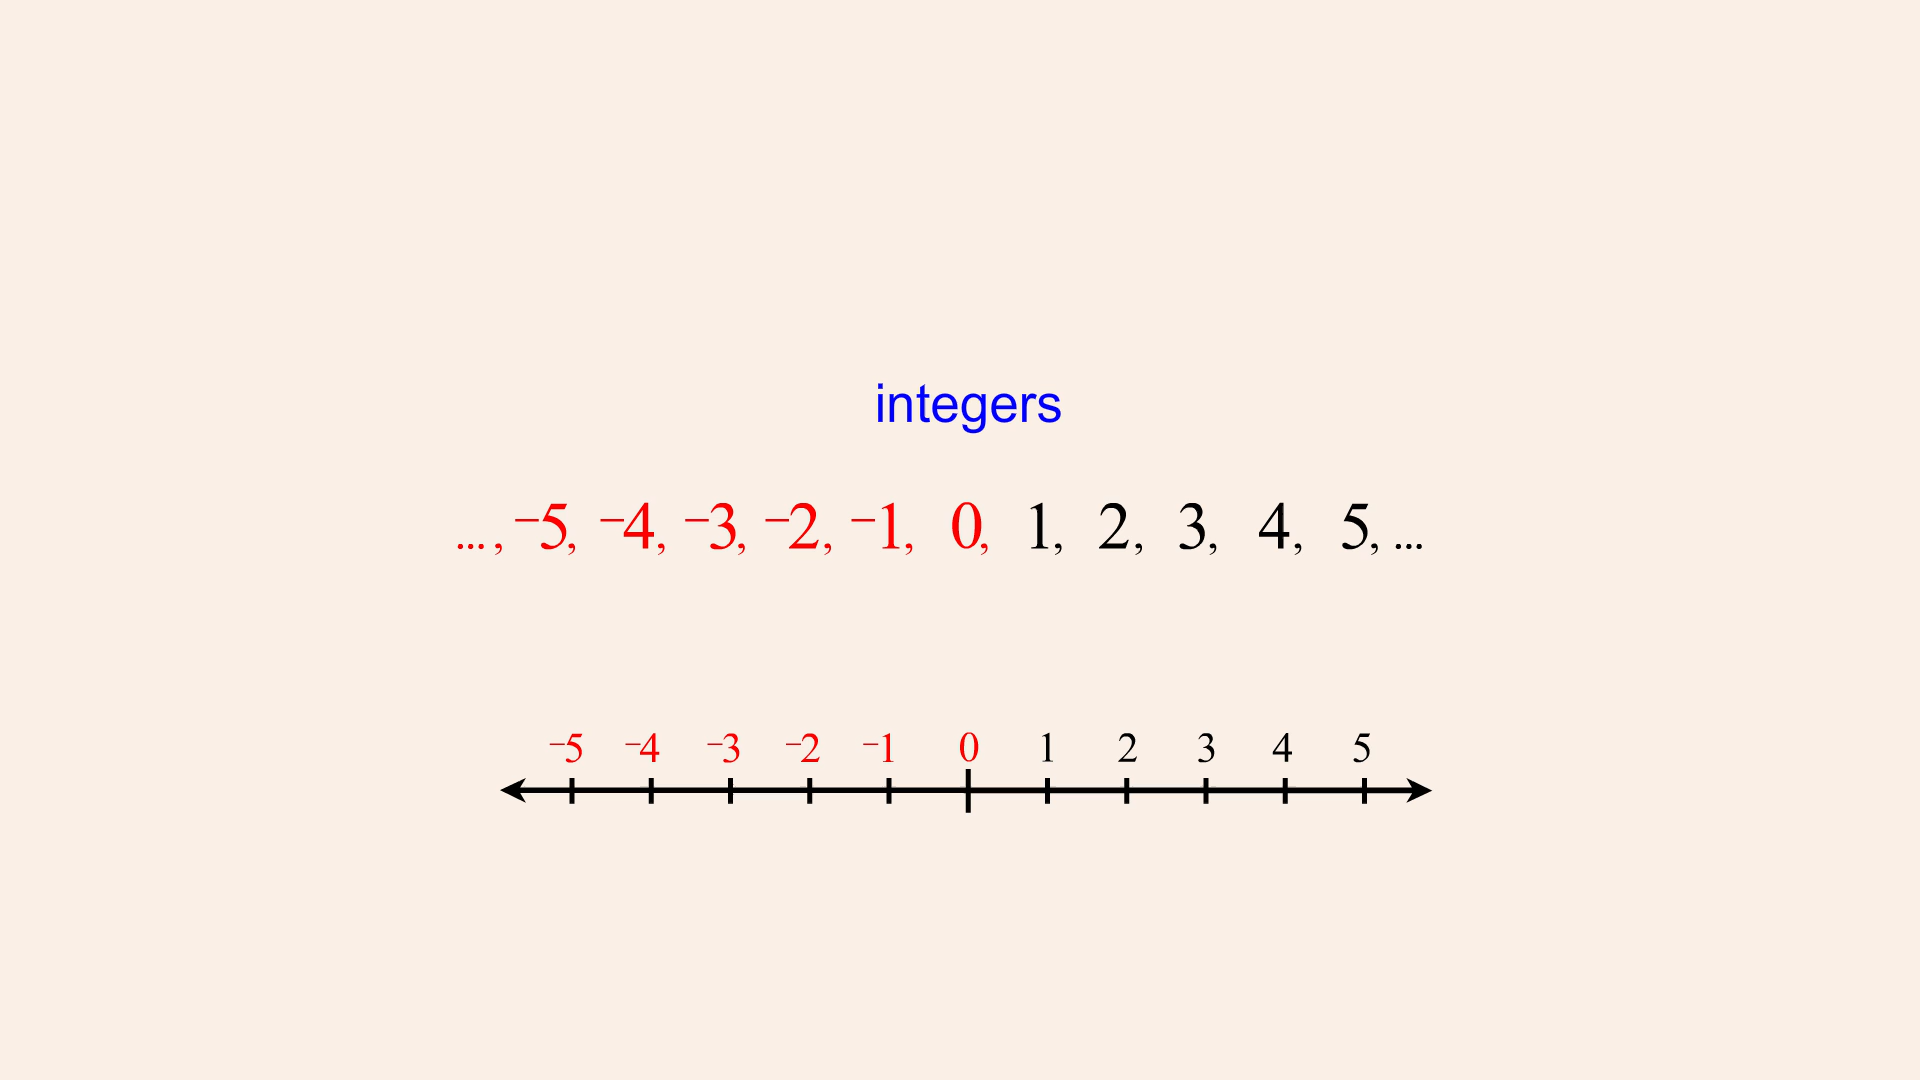 integers
..., ⁻5, ⁻4, ⁻3, ⁻2, ⁻1, 0, 1, 2, 3, 4, 5, ...
⁻5 ⁻4 ⁻3 ⁻2 ⁻1 0 1 2 3 4 5